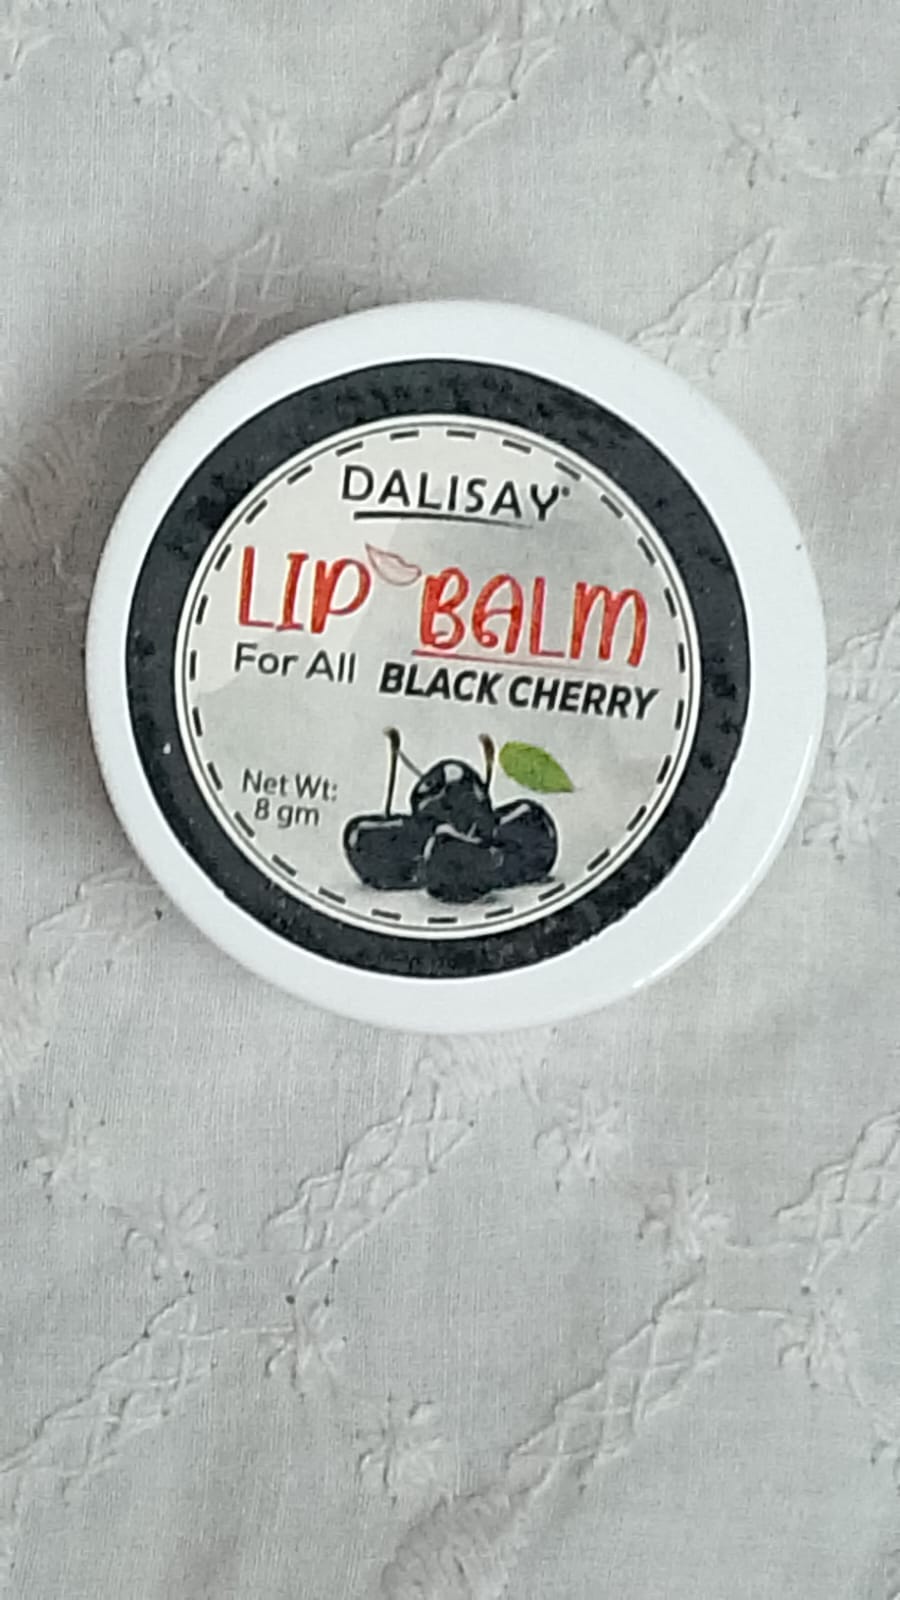 DALISAY
LIP BALM
For All BLACK CHERRY
Net Wt:
8 gm